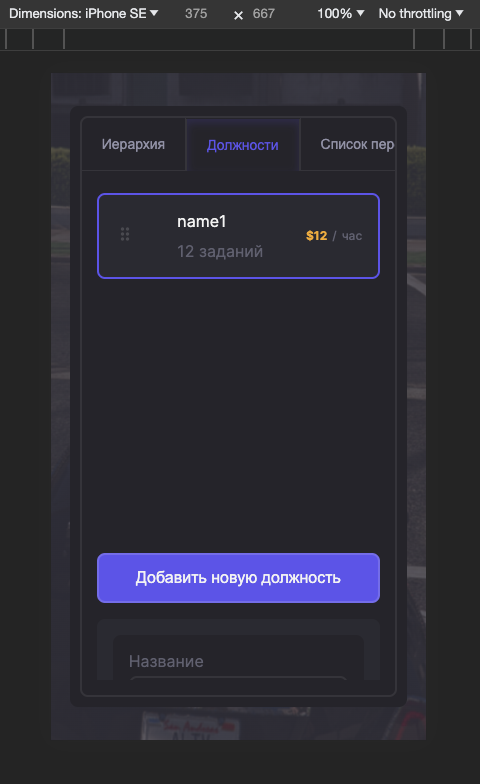 Dimensions: iPhone SE 375 × 667 100% No throttling
Иерархия Должности Список пер
name1
$12 / час
12 заданий
Добавить новую должность
Название